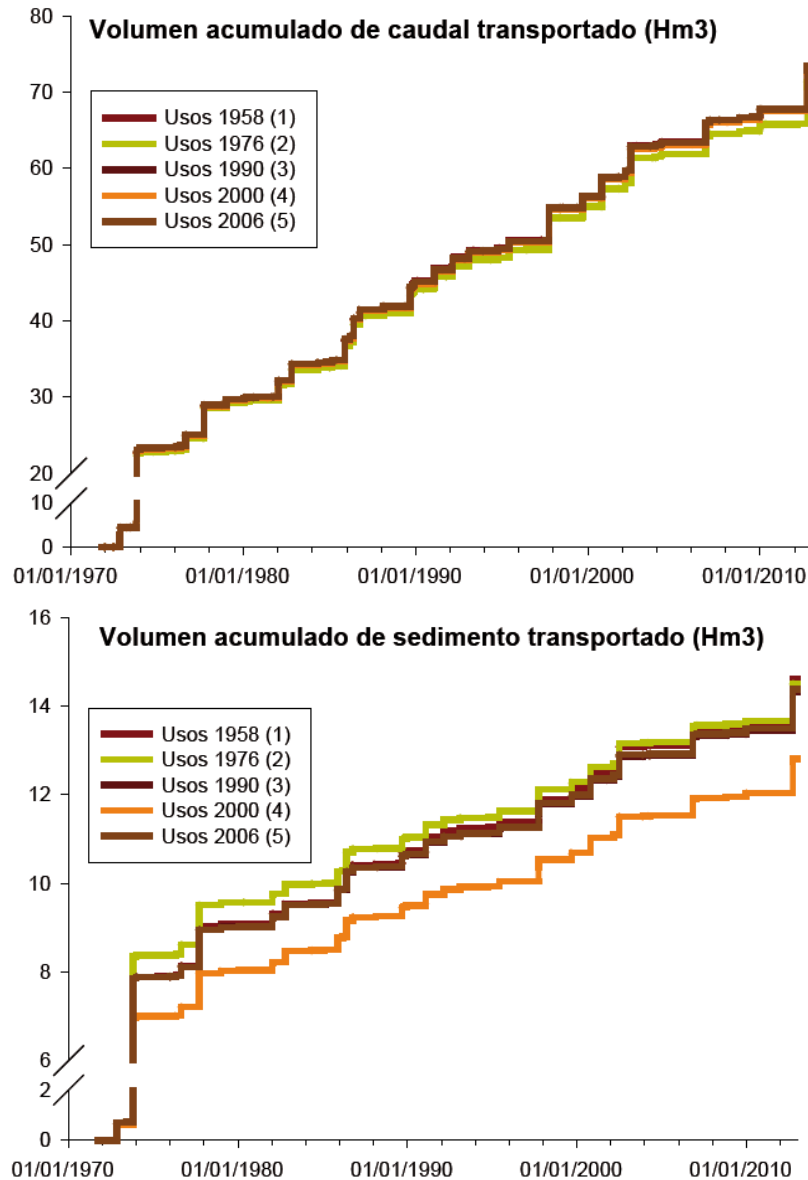 Volumen acumulado de caudal transportado (Hm3)
80
70
60
50
40
30
20
10
0
Usos 1958 (1)
Usos 1976 (2)
Usos 1990 (3)
Usos 2000 (4)
Usos 2006 (5)
01/01/1970 01/01/1980 01/01/1990 01/01/2000 01/01/2010
Volumen acumulado de sedimento transportado (Hm3)
16
14
12
10
8
6
2
0
Usos 1958 (1)
Usos 1976 (2)
Usos 1990 (3)
Usos 2000 (4)
Usos 2006 (5)
01/01/1970 01/01/1980 01/01/1990 01/01/2000 01/01/2010